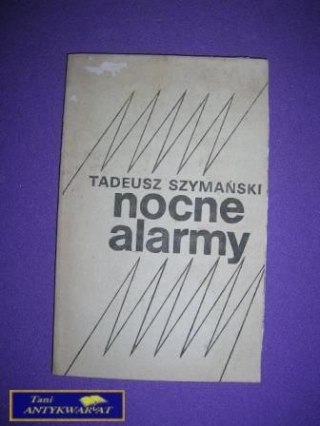 TADEUSZ SZYMAŃSKI
nocne
alarmy
Tani
ANTYKWARIAT